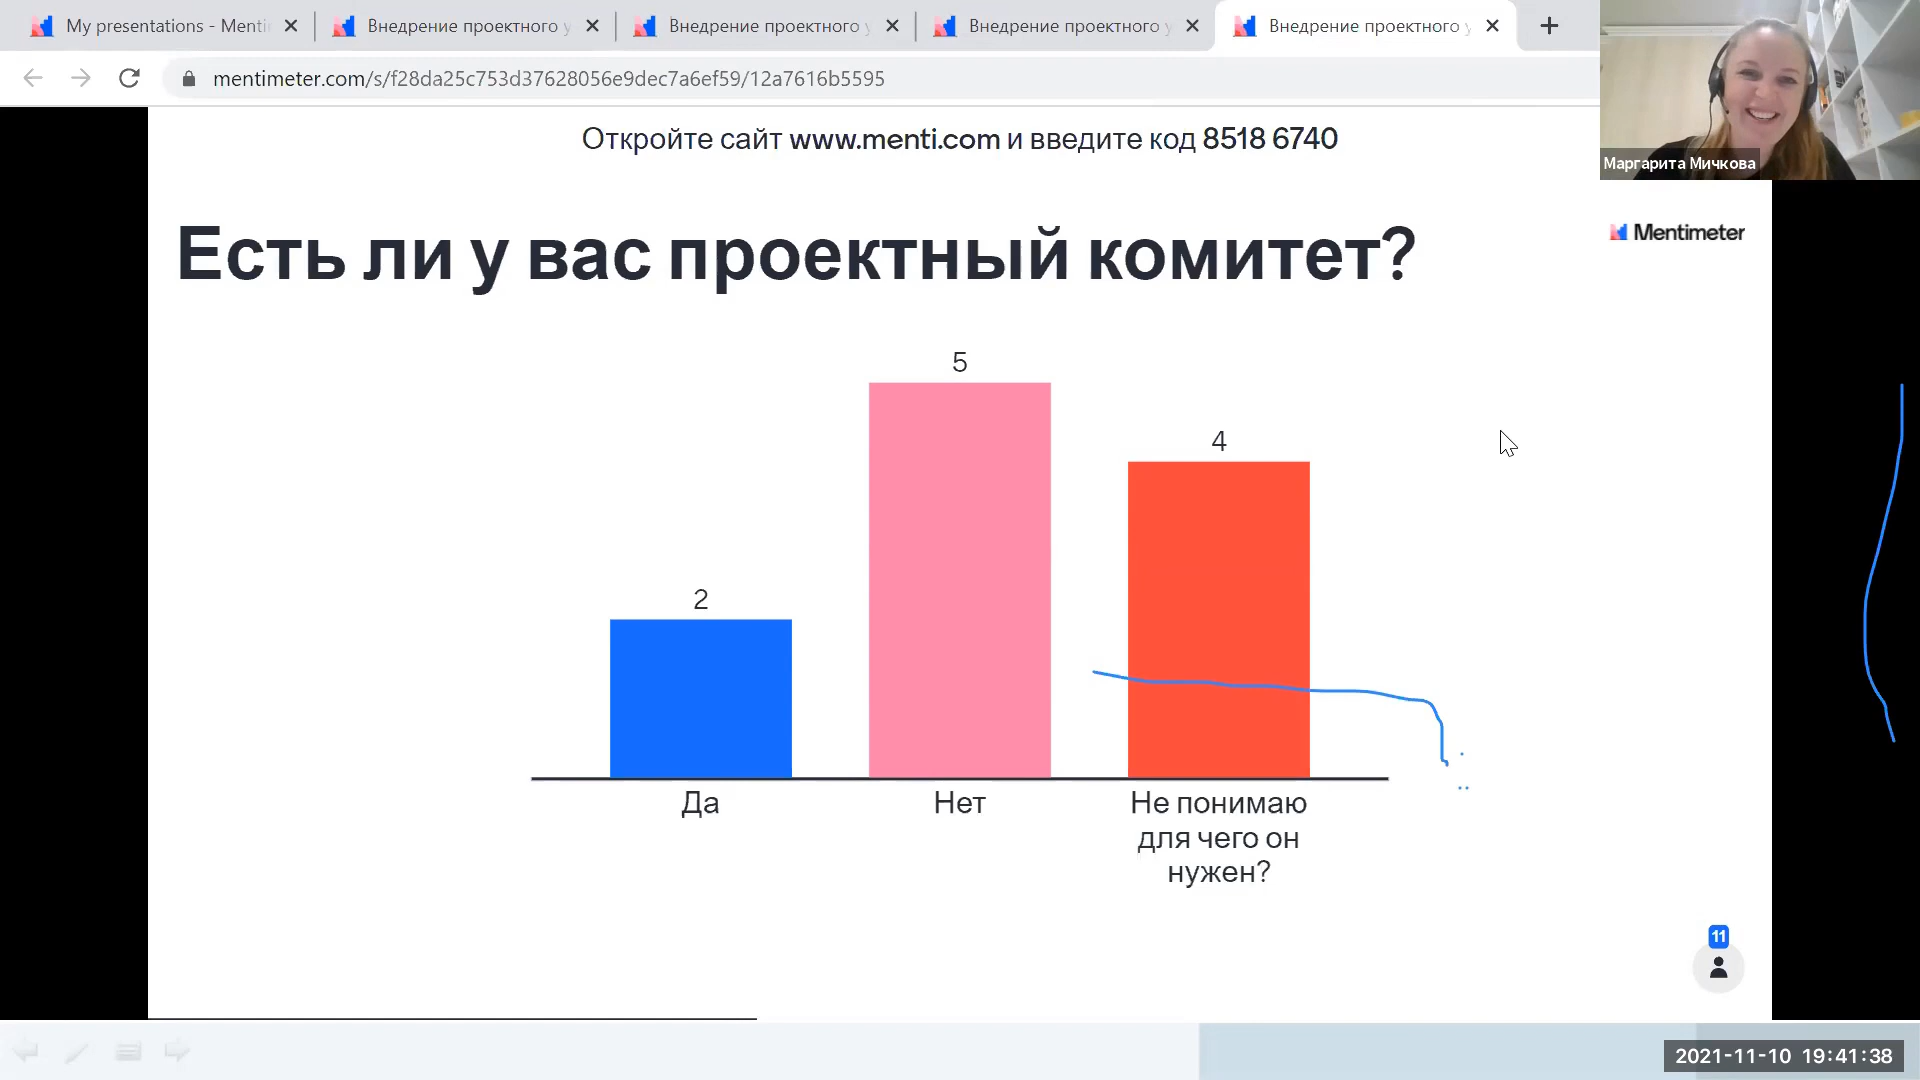 My presentations - Menti
Внедрение проектного у
Внедрение проектного у
Внедрение проектного у
Внедрение проектного у
mentimeter.com/s/f28da25c753d37628056e9dec7a6ef59/12a7616b5595
Маргарита Мичкова
Откройте сайт www.menti.com и введите код 8518 6740
Есть ли у вас проектный комитет?
Mentimeter
5
4
2
Да
Нет
Не понимаю
для чего он
нужен?
11
2021-11-10 19:41:38